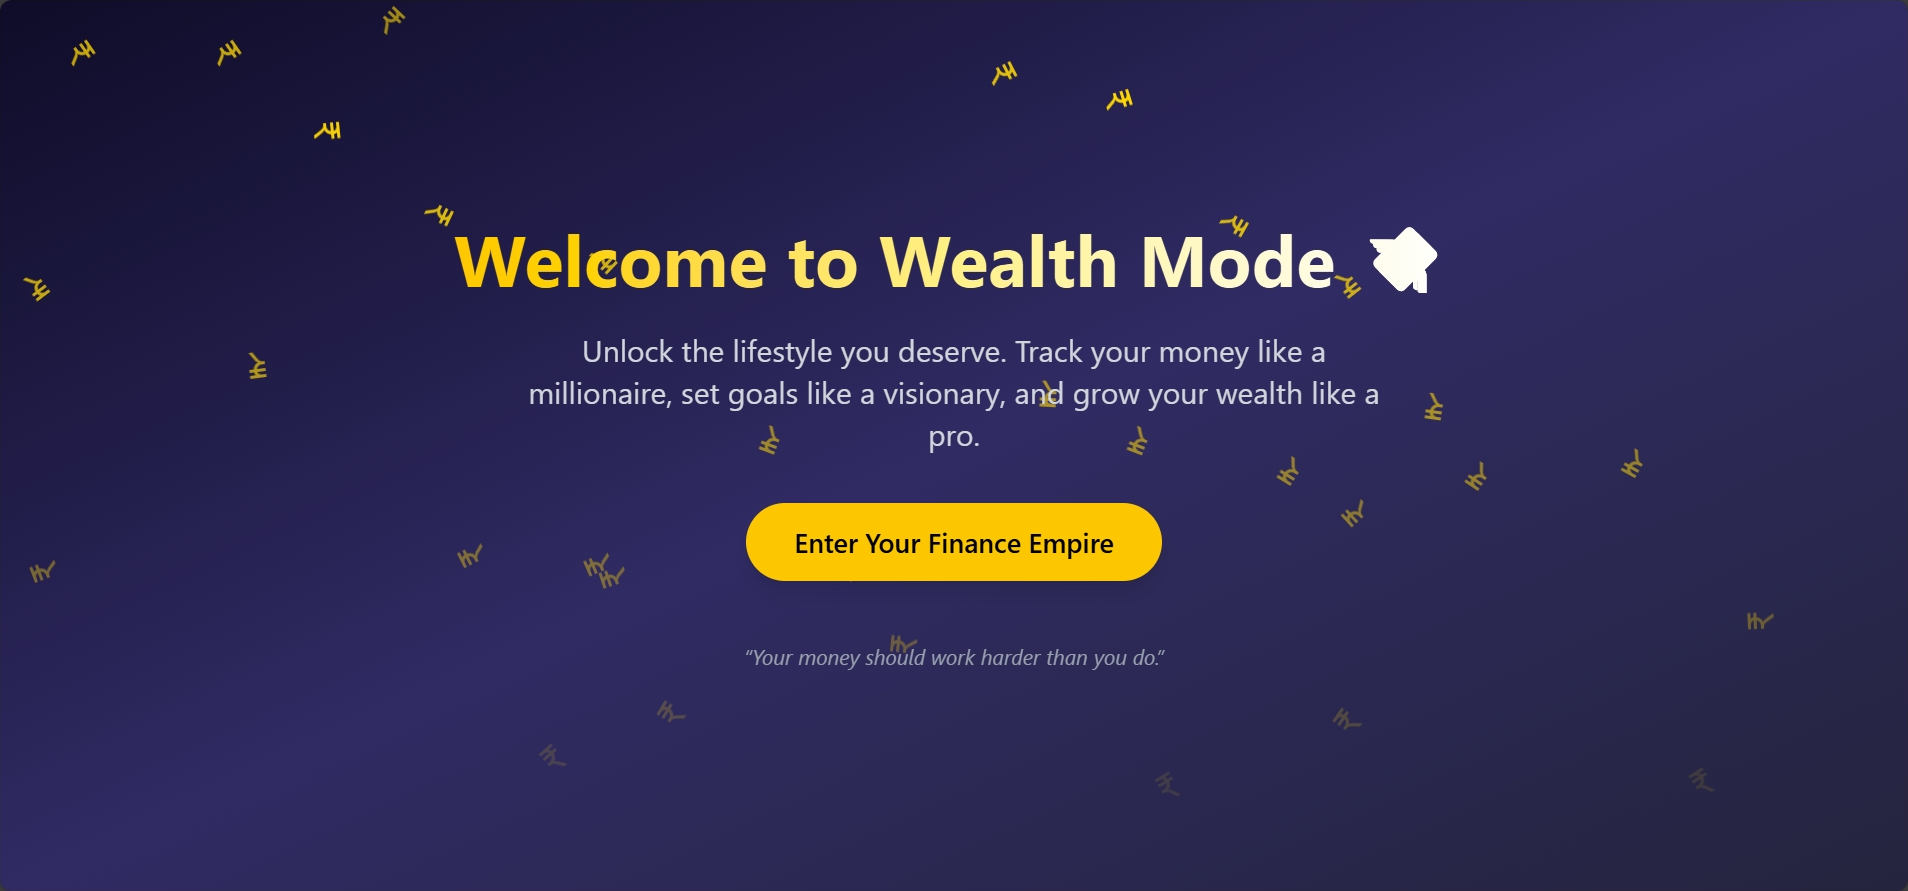 Welcome to Wealth Mode
Unlock the lifestyle you deserve. Track your money like a
millionaire, set goals like a visionary, and grow your wealth like a
pro.
Enter Your Finance Empire
“Your money should work harder than you do.”